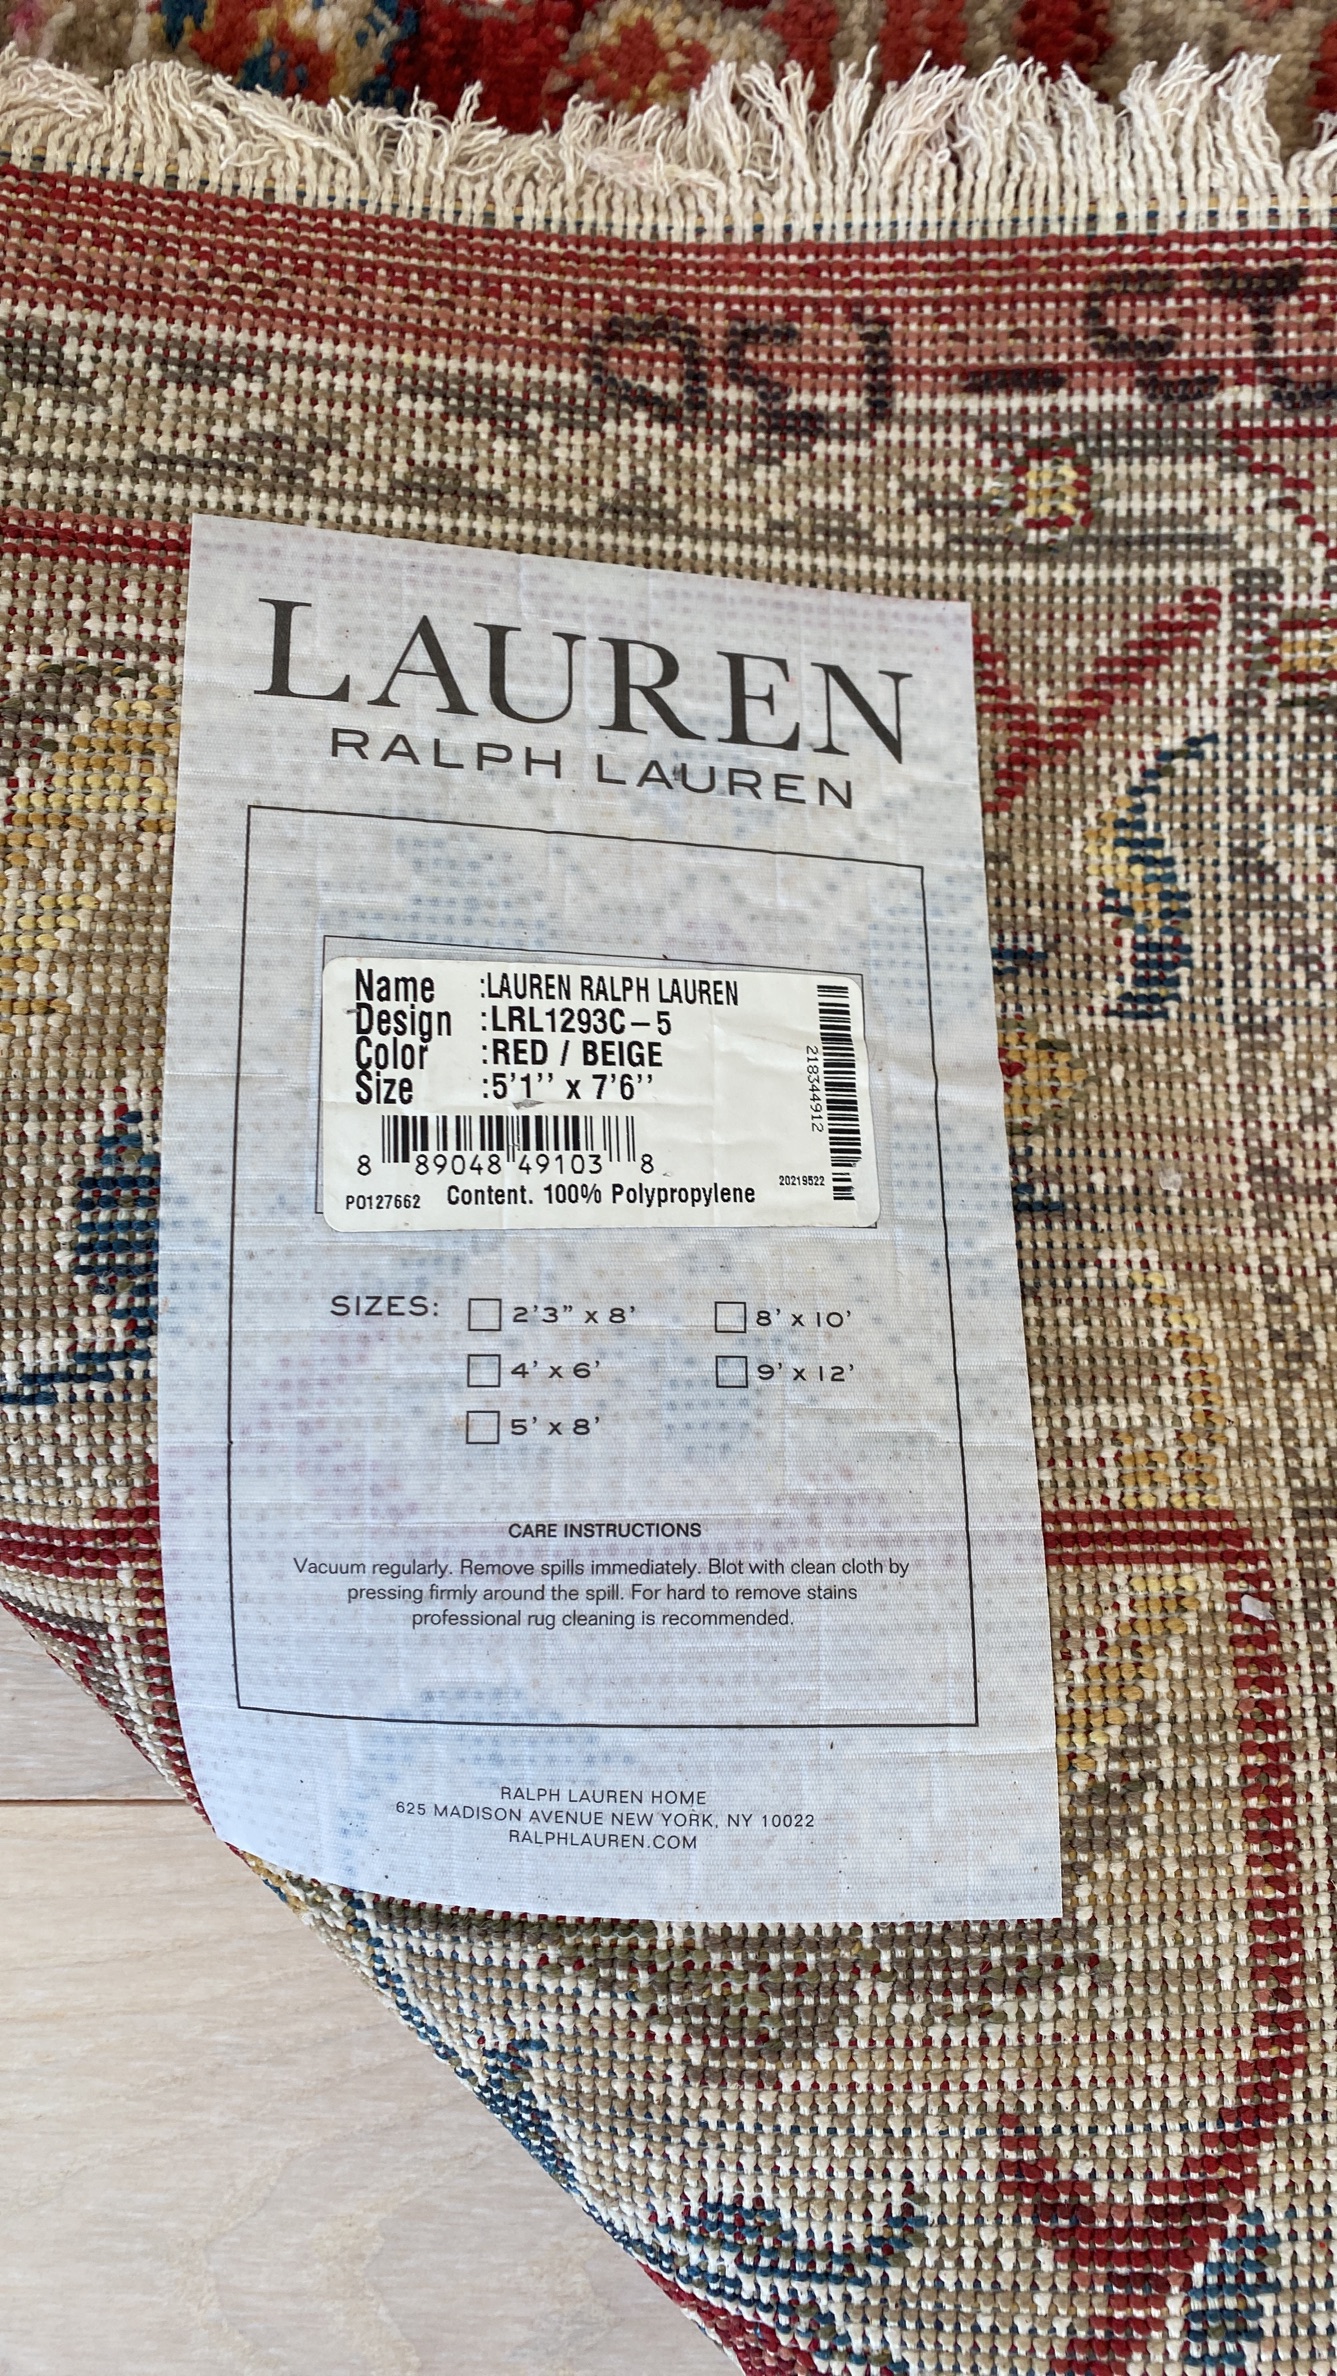 LAUREN
RALPH LAUREN
Name :LAUREN RALPH LAUREN
Design :LRL1293C-5
Color :RED / BEIGE
Size :5'1'' x 7'6''
8 89048 49103 8
PO127662 Content. 100% Polypropylene
218344912
20219522
SIZES: 2'3" x 8' 8' x 10'
4' x 6' 9' x 12'
5' x 8'
CARE INSTRUCTIONS
Vacuum regularly. Remove spills immediately. Blot with clean cloth by
pressing firmly around the spill. For hard to remove stains
professional rug cleaning is recommended.
RALPH LAUREN HOME
625 MADISON AVENUE NEW YORK, NY 10022
RALPHLAUREN.COM